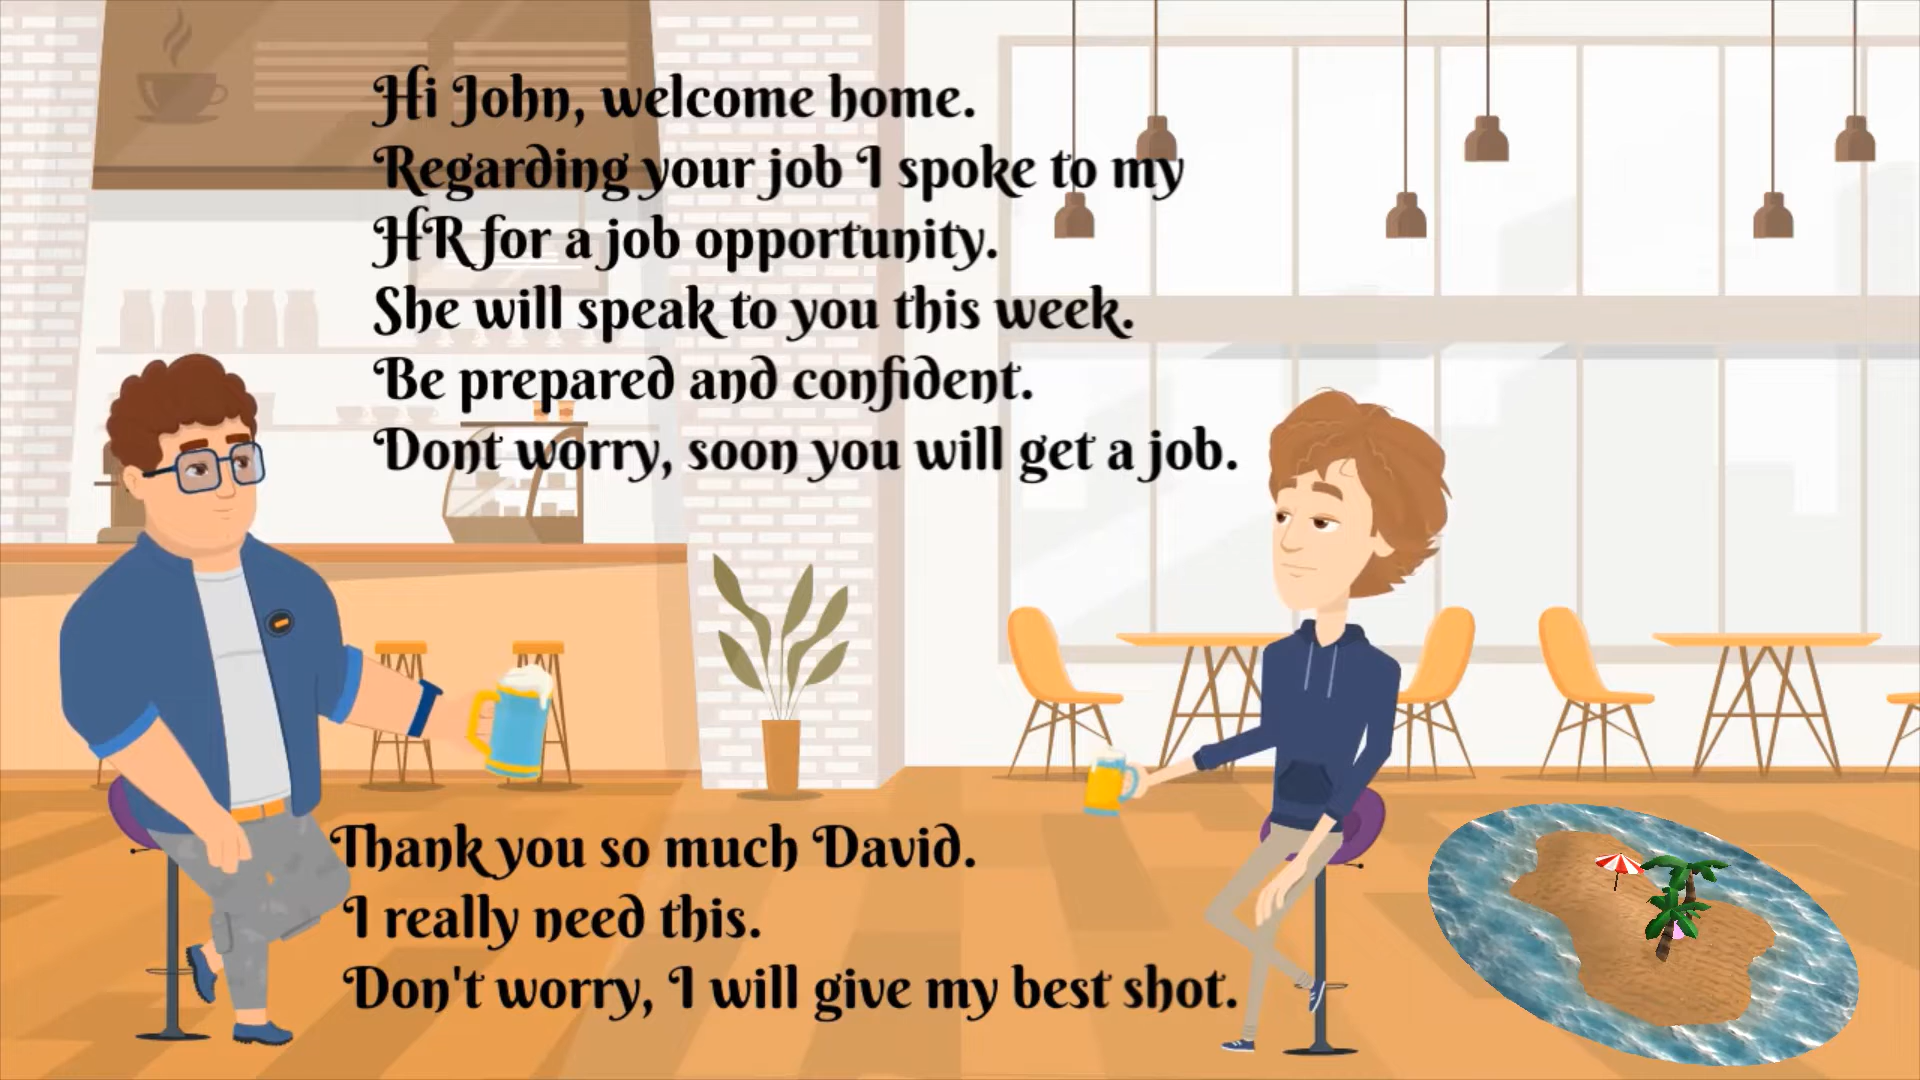 Hi John, welcome home.
Regarding your job I spoke to my
HR for a job opportunity.
She will speak to you this week.
Be prepared and confident.
Dont worry, soon you will get a job.
Thank you so much David.
I really need this.
Don't worry, I will give my best shot.